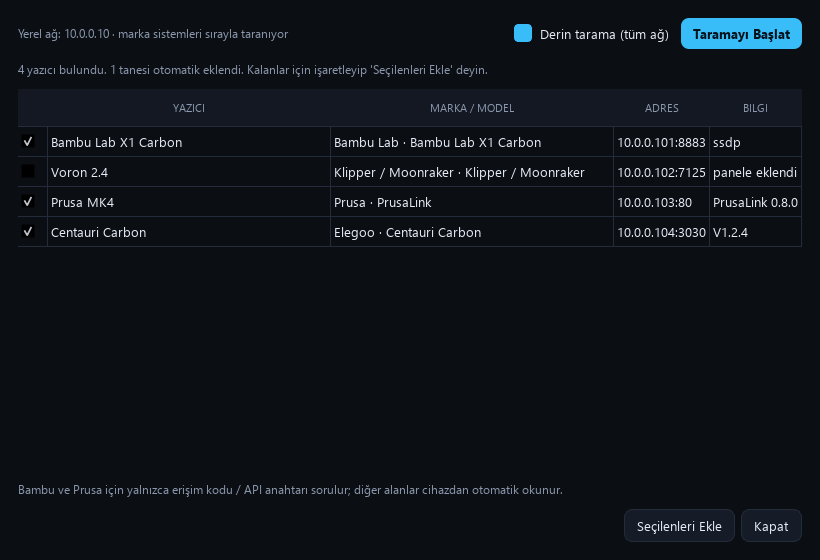 Yerel ağ: 10.0.0.10 · marka sistemleri sırayla taranıyor
Derin tarama (tüm ağ)
Taramayı Başlat
4 yazıcı bulundu. 1 tanesi otomatik eklendi. Kalanlar için işaretleyip 'Seçilenleri Ekle' deyin.
YAZICI MARKA / MODEL ADRES BILGI
Bambu Lab X1 Carbon Bambu Lab · Bambu Lab X1 Carbon 10.0.0.101:8883 ssdp
Voron 2.4 Klipper / Moonraker · Klipper / Moonraker 10.0.0.102:7125 panele eklendi
Prusa MK4 Prusa · PrusaLink 10.0.0.103:80 PrusaLink 0.8.0
Centauri Carbon Elegoo · Centauri Carbon 10.0.0.104:3030 V1.2.4
Bambu ve Prusa için yalnızca erişim kodu / API anahtarı sorulur; diğer alanlar cihazdan otomatik okunur.
Seçilenleri Ekle
Kapat